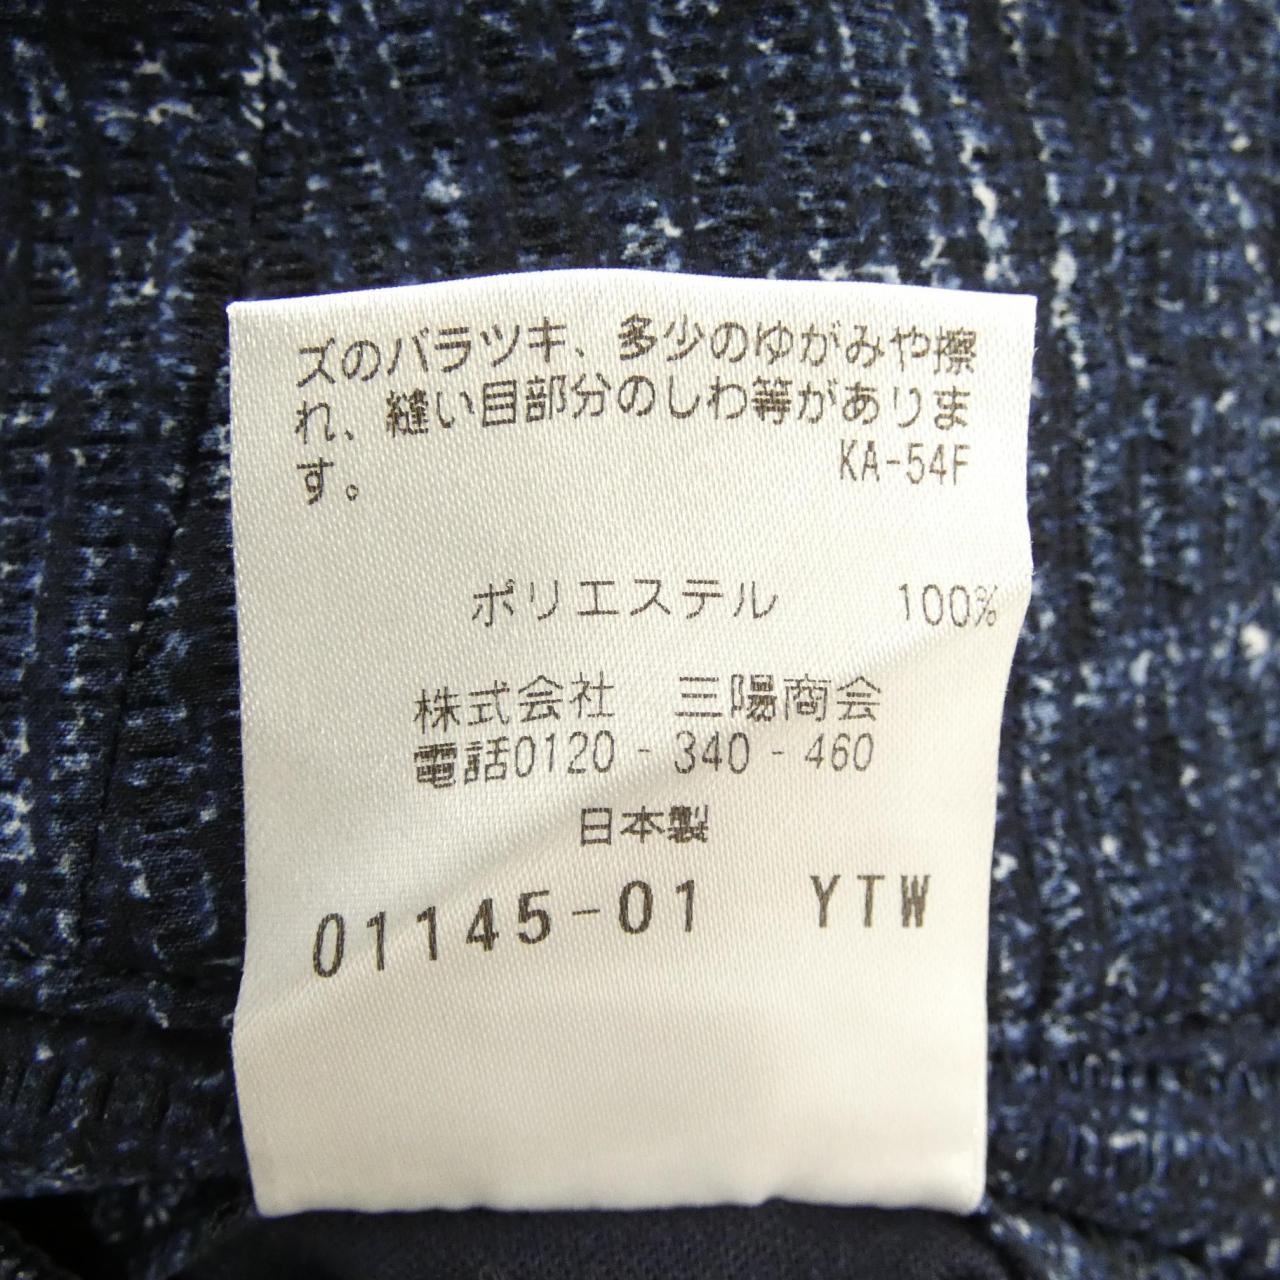 ズのバラツキ、多少のゆがみや擦
れ、縫い目部分のしわ等がありま
す。 KA-54F
ポリエステル 100%
株式会社 三陽商会
電話0120-340-460
日本製
01145-01 YTW